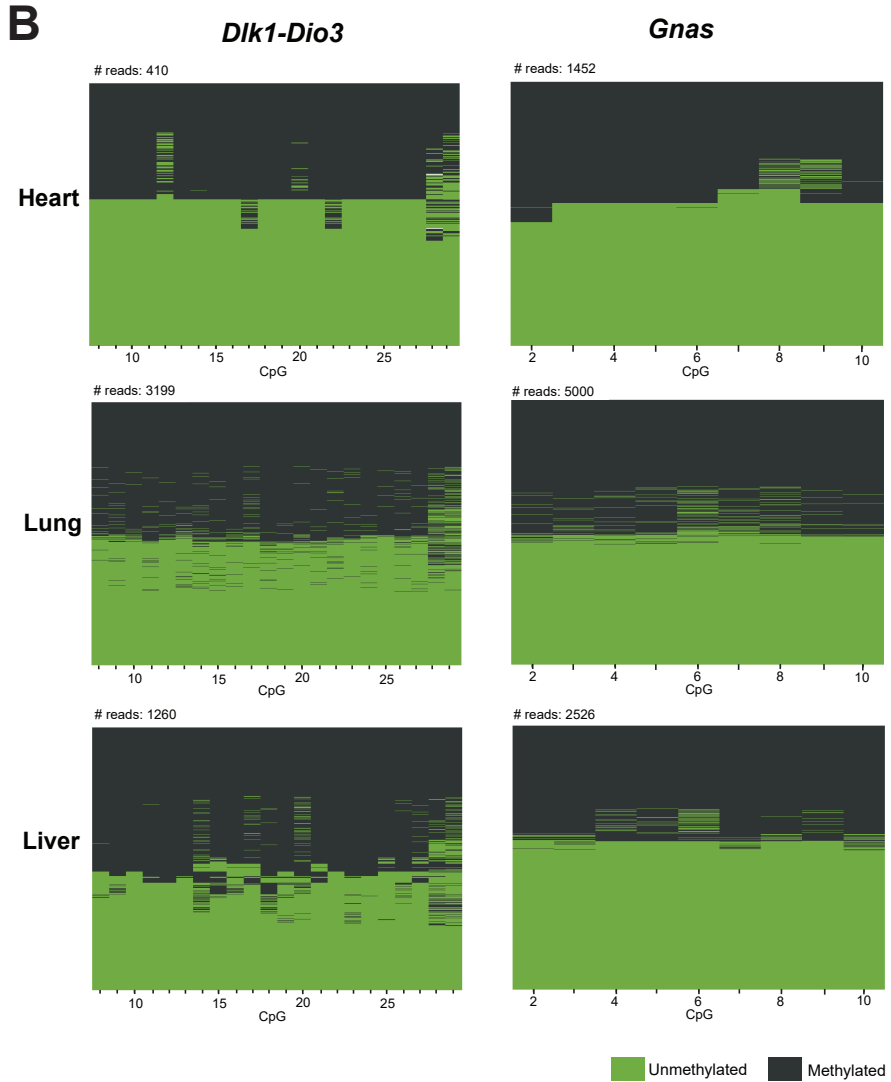 B
Dlk1-Dio3
Gnas
# reads: 410
# reads: 1452
Heart
10
15
20
25
CpG
2
4
6
8
10
CpG
# reads: 3199
# reads: 5000
Lung
10
15
20
25
CpG
2
4
6
8
10
CpG
# reads: 1260
# reads: 2526
Liver
10
15
20
25
CpG
2
4
6
8
10
CpG
Unmethylated
Methylated